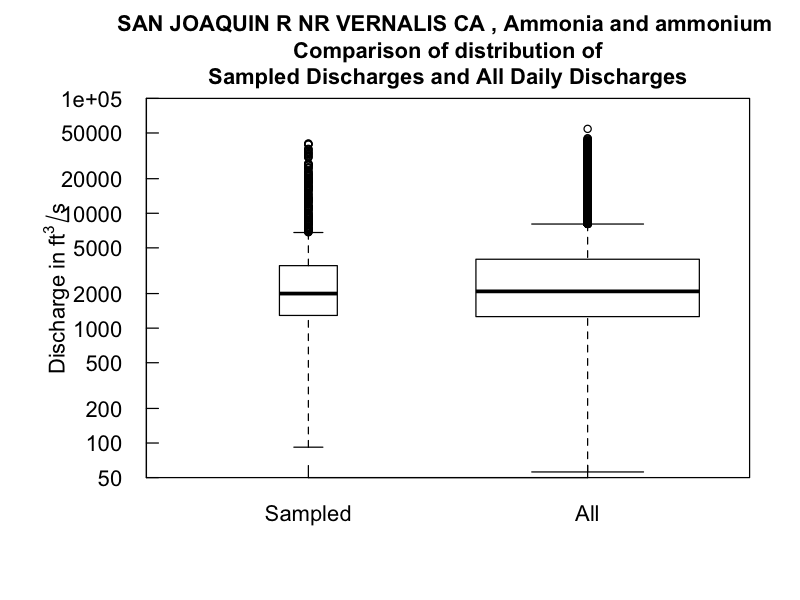 SAN JOAQUIN R NR VERNALIS CA , Ammonia and ammonium
Comparison of distribution of
Sampled Discharges and All Daily Discharges
Discharge in ft³/s
1e+05
50000
20000
10000
5000
2000
1000
500
200
100
50
Sampled All